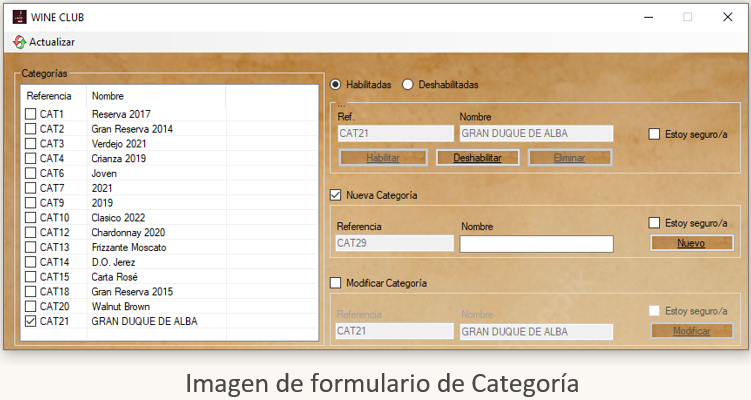 WINE CLUB
Actualizar
Categorías
Referencia Nombre
CAT1 Reserva 2017
CAT2 Gran Reserva 2014
CAT3 Verdejo 2021
CAT4 Crianza 2019
CAT6 Joven
CAT7 2021
CAT9 2019
CAT10 Clasico 2022
CAT12 Chardonnay 2020
CAT13 Frizzante Moscato
CAT14 D.O. Jerez
CAT15 Carta Rosé
CAT18 Gran Reserva 2015
CAT20 Walnut Brown
CAT21 GRAN DUQUE DE ALBA
Habilitadas Deshabilitadas
...
Ref. Nombre
CAT21 GRAN DUQUE DE ALBA Estoy seguro/a
Habilitar Deshabilitar Eliminar
Nueva Categoría
Referencia Nombre Estoy seguro/a
CAT29 Nuevo
Modificar Categoría
Referencia Nombre Estoy seguro/a
CAT21 GRAN DUQUE DE ALBA Modificar
Imagen de formulario de Categoría